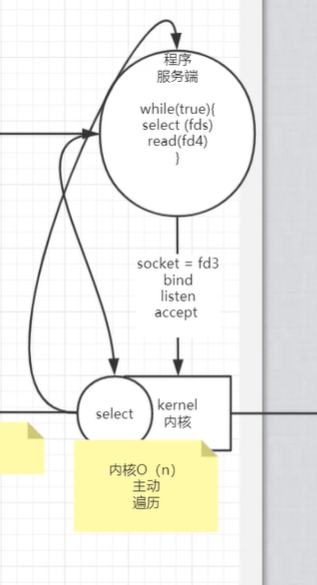 程序
服务端
while(true){
select (fds)
read(fd4)
}
socket = fd3
bind
listen
accept
select
kernel
内核
内核O（n）
主动
遍历